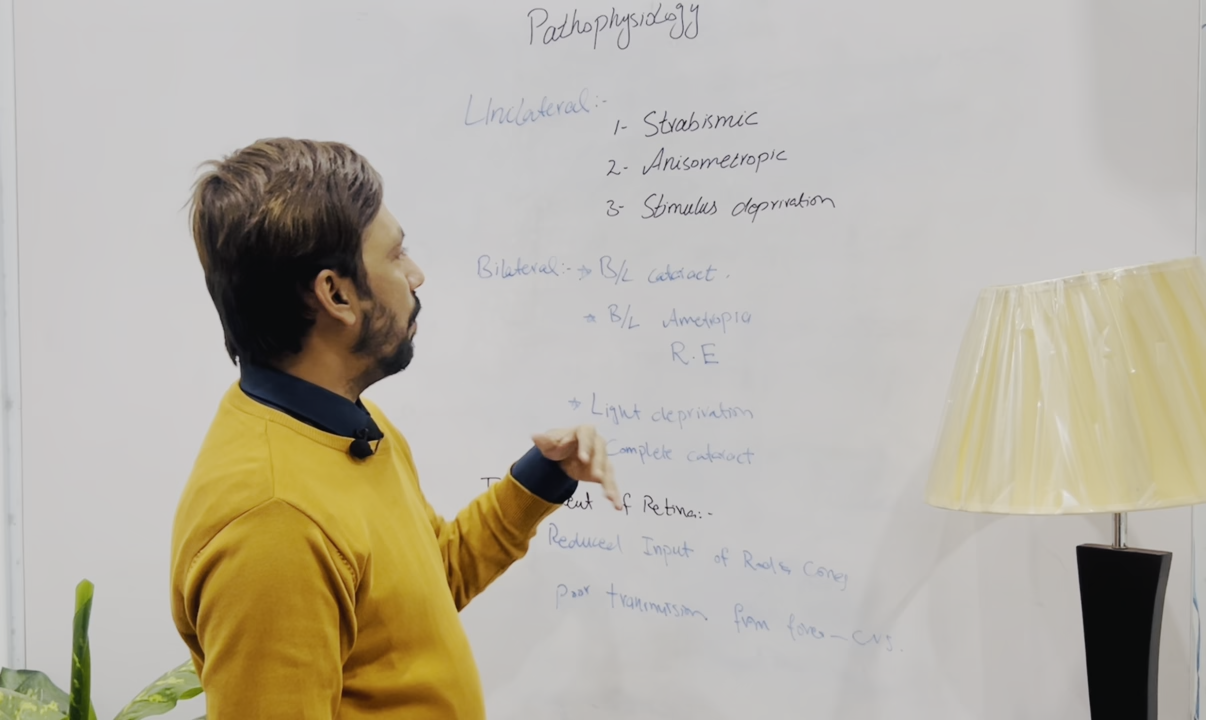 Pathophysiology
Unilateral:-
1- Strabismic
2- Anisometropic
3- Stimulus deprivation
Bilateral:- → B/L cataract.
→ B/L Ametropia
R.E
→ Light deprivation
Complete cataract
of Retina:-
Reduced Input of Rods Cones
Poor transmission from fovea - CNS.